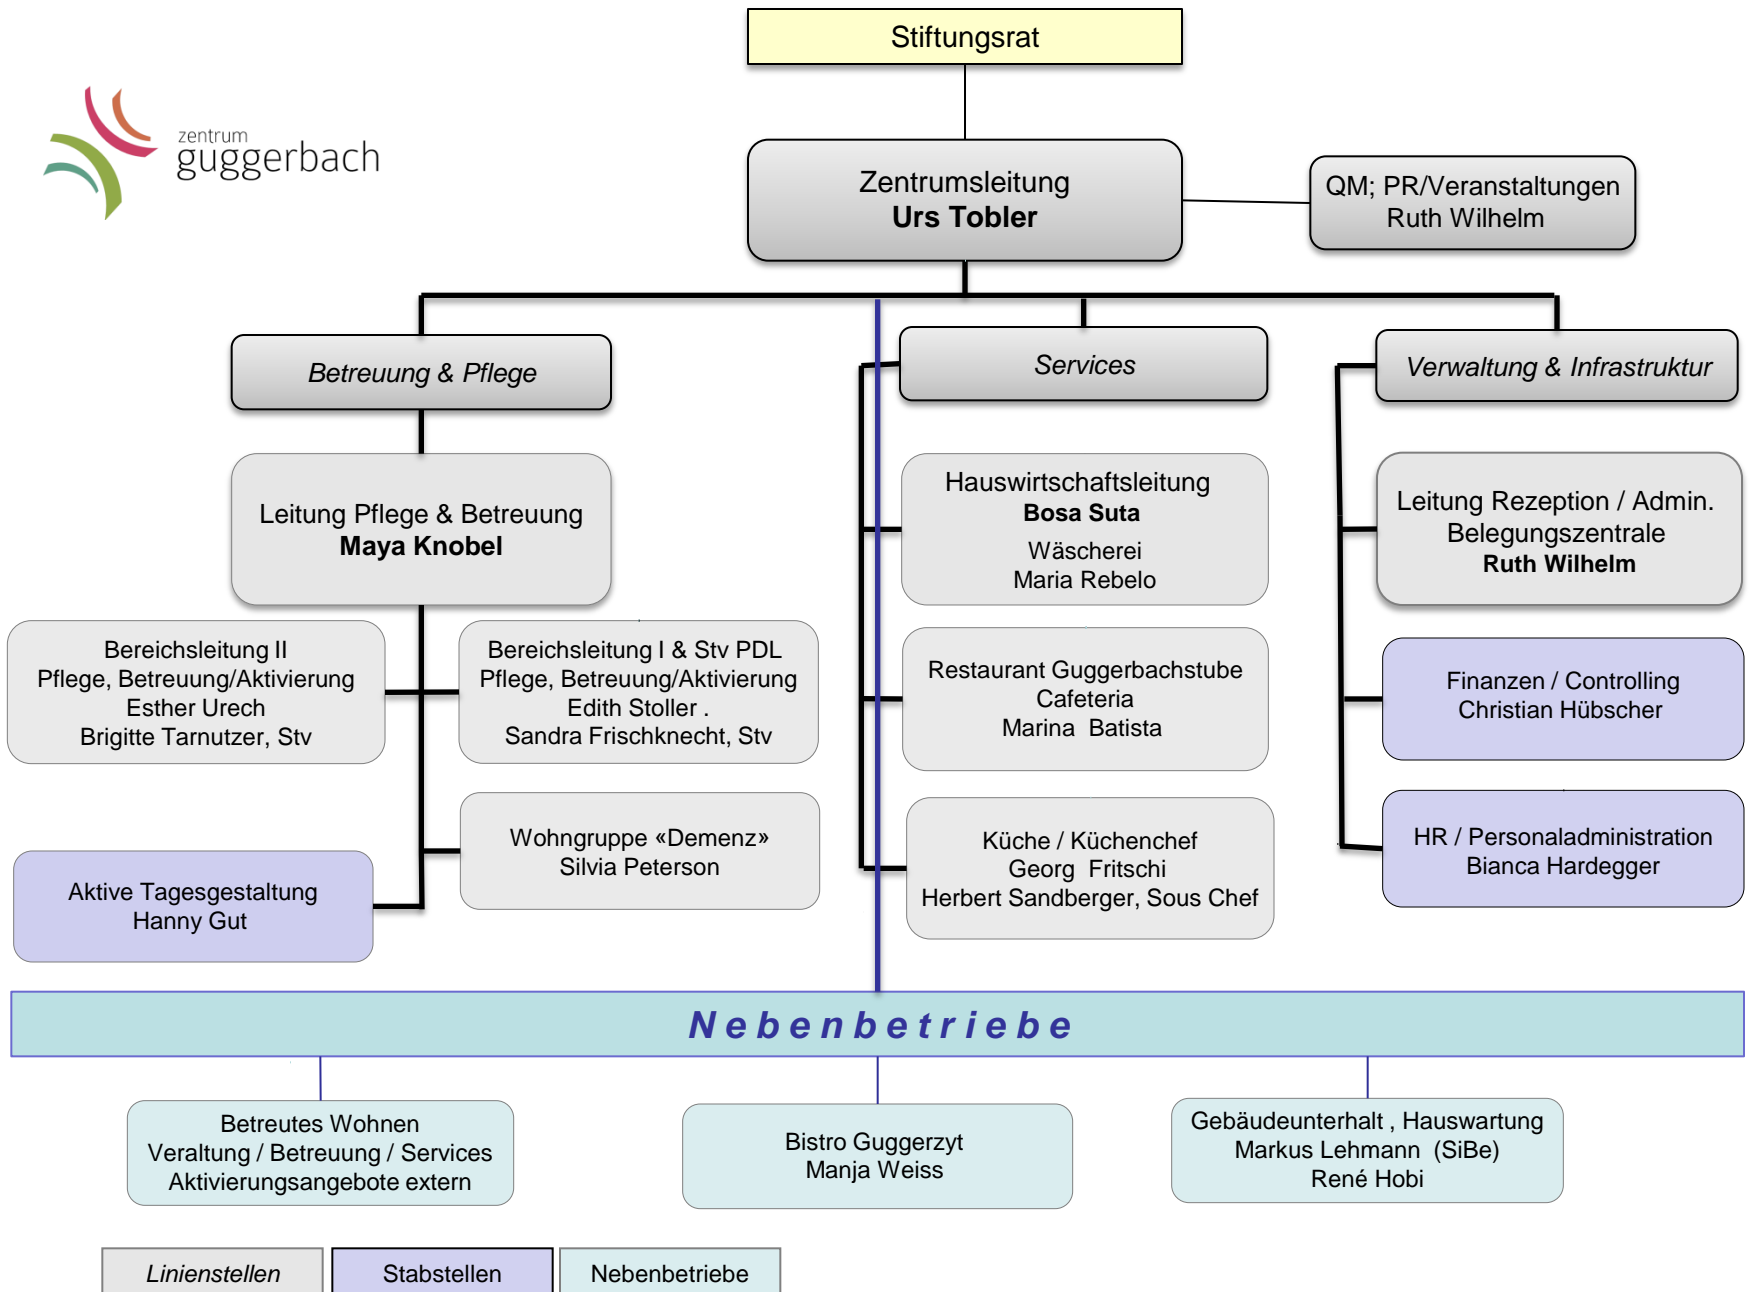 Stiftungsrat
zentrum
guggerbach
Zentrumsleitung
Urs Tobler
QM; PR/Veranstaltungen
Ruth Wilhelm
Betreuung & Pflege
Services
Verwaltung & Infrastruktur
Leitung Pflege & Betreuung
Maya Knobel
Hauswirtschaftsleitung
Bosa Suta
Wäscherei
Maria Rebelo
Leitung Rezeption / Admin.
Belegungszentrale
Ruth Wilhelm
Bereichsleitung II
Pflege, Betreuung/Aktivierung
Esther Urech
Brigitte Tarnutzer, Stv
Bereichsleitung I & Stv PDL
Pflege, Betreuung/Aktivierung
Edith Stoller .
Sandra Frischknecht, Stv
Restaurant Guggerbachstube
Cafeteria
Marina Batista
Finanzen / Controlling
Christian Hübscher
Wohngruppe «Demenz»
Silvia Peterson
Küche / Küchenchef
Georg Fritschi
Herbert Sandberger, Sous Chef
HR / Personaladministration
Bianca Hardegger
Aktive Tagesgestaltung
Hanny Gut
Nebenbetriebe
Betreutes Wohnen
Veraltung / Betreuung / Services
Aktivierungsangebote extern
Bistro Guggerzyt
Manja Weiss
Gebäudeunterhalt , Hauswartung
Markus Lehmann (SiBe)
René Hobi
Linienstellen
Stabstellen
Nebenbetriebe